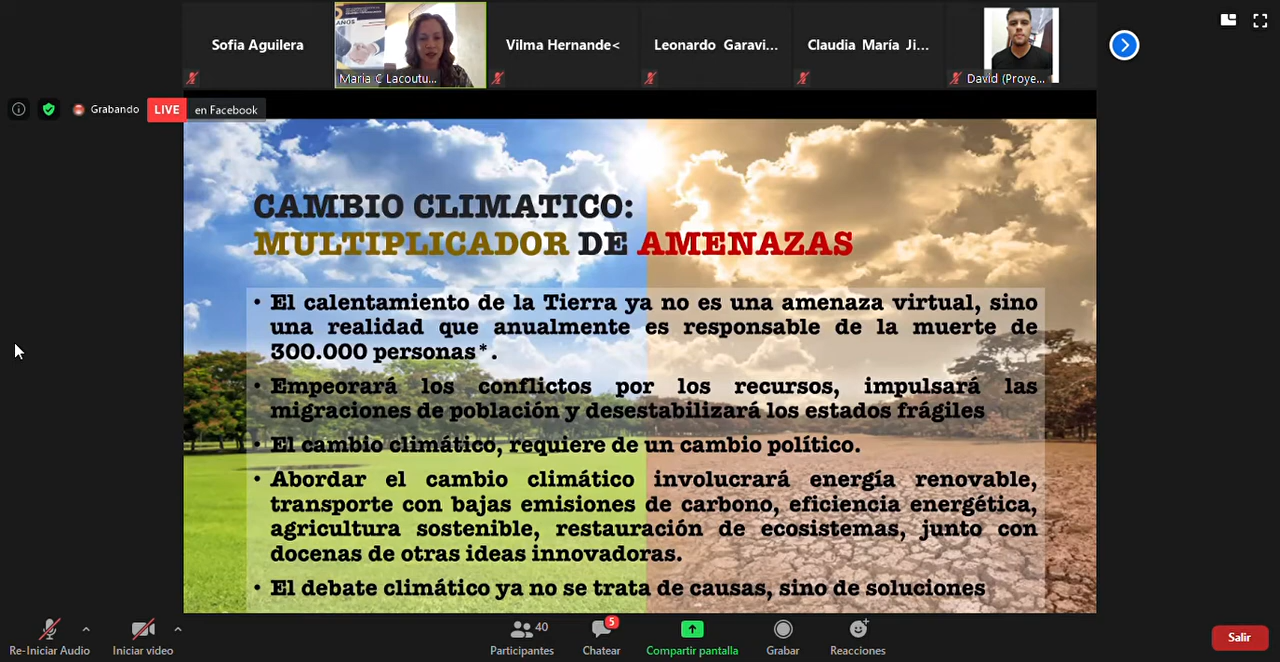 Sofia Aguilera
AÑOS
Maria C Lacoutu...
Vilma Hernande<
Leonardo Garavi...
Claudia María Ji...
David (Proye...
Grabando
LIVE
en Facebook
CAMBIO CLIMATICO:
MULTIPLICADOR DE AMENAZAS
• El calentamiento de la Tierra ya no es una amenaza virtual, sino
una realidad que anualmente es responsable de la muerte de
300.000 personas*.
• Empeorará los conflictos por los recursos, impulsará las
migraciones de población y desestabilizará los estados frágiles
• El cambio climático, requiere de un cambio político.
• Abordar el cambio climático involucrará energía renovable,
transporte con bajas emisiones de carbono, eficiencia energética,
agricultura sostenible, restauración de ecosistemas, junto con
docenas de otras ideas innovadoras.
• El debate climático ya no se trata de causas, sino de soluciones
Re-Iniciar Audio
Iniciar video
40
Participantes
5
Chatear
Compartir pantalla
Grabar
Reacciones
Salir